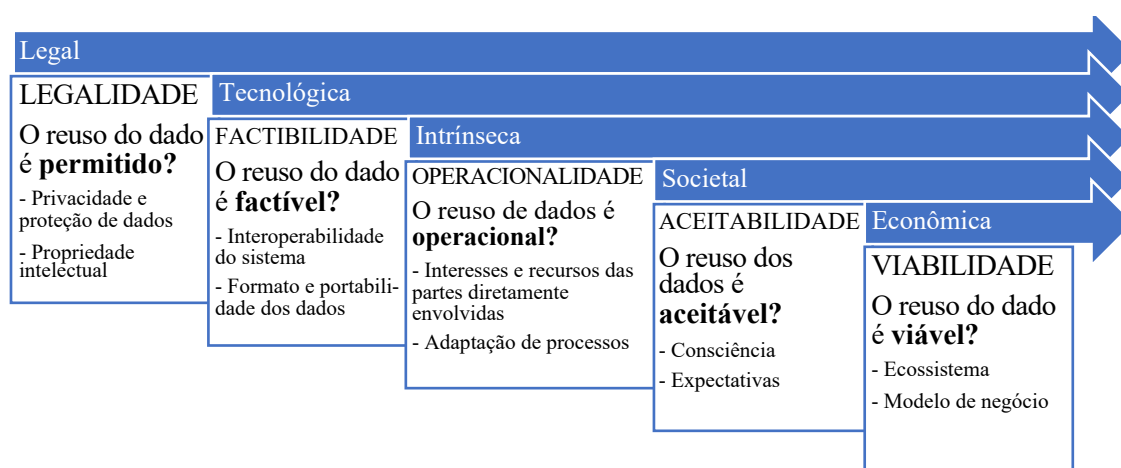 Legal
LEGALIDADE
O reuso do dado
é permitido?
- Privacidade e
proteção de dados
- Propriedade
intelectual
Tecnológica
FACTIBILIDADE
O reuso do dado
é factível?
- Interoperabilidade
do sistema
- Formato e portabili-
dade dos dados
Intrínseca
OPERACIONALIDADE
O reuso de dados é
operacional?
- Interesses e recursos das
partes diretamente
envolvidas
- Adaptação de processos
Societal
ACEITABILIDADE
O reuso dos
dados é
aceitável?
- Consciência
- Expectativas
Econômica
VIABILIDADE
O reuso do dado
é viável?
- Ecossistema
- Modelo de negócio